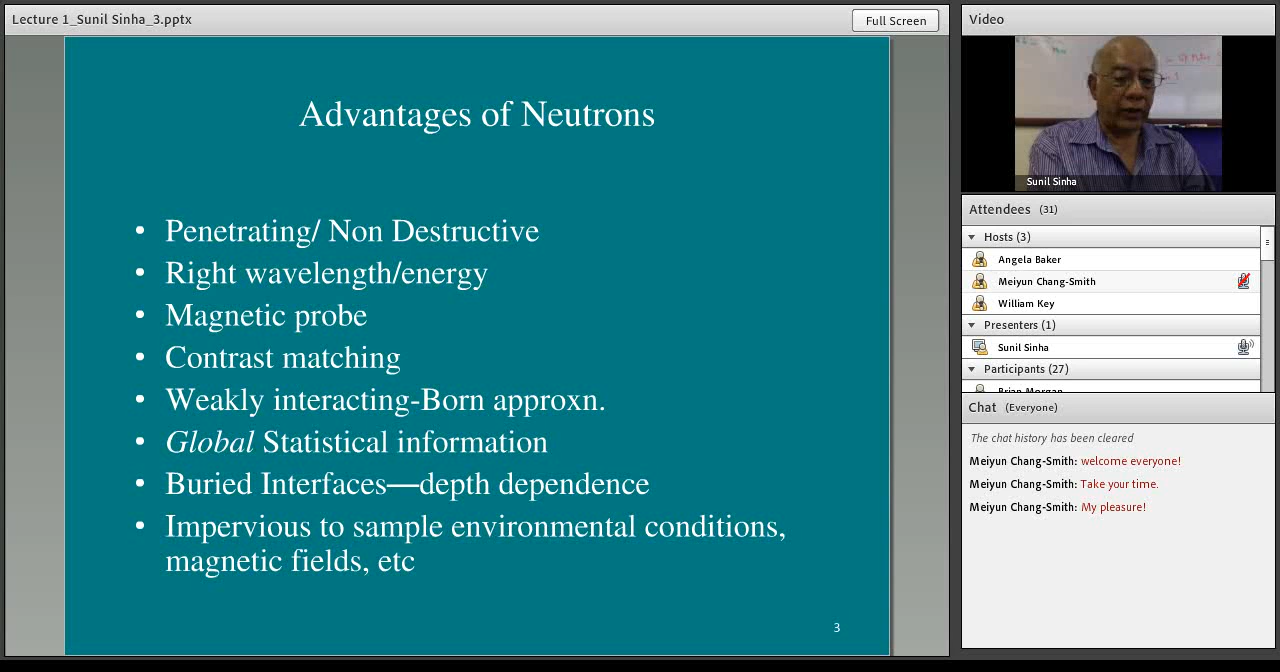 Lecture 1_Sunil Sinha_3.pptx
Full Screen
Advantages of Neutrons
• Penetrating/ Non Destructive
• Right wavelength/energy
• Magnetic probe
• Contrast matching
• Weakly interacting-Born approxn.
• Global Statistical information
• Buried Interfaces—depth dependence
• Impervious to sample environmental conditions,
magnetic fields, etc
3
Video
Sunil Sinha
Attendees (31)
Hosts (3)
Angela Baker
Meiyun Chang-Smith
William Key
Presenters (1)
Sunil Sinha
Participants (27)
Brian Morgan
Chat (Everyone)
The chat history has been cleared
Meiyun Chang-Smith: welcome everyone!
Meiyun Chang-Smith: Take your time.
Meiyun Chang-Smith: My pleasure!